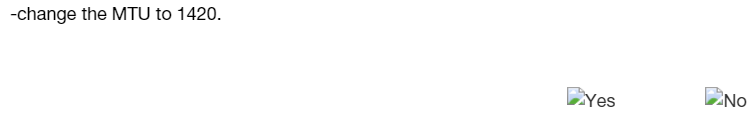 -change the MTU to 1420.
Yes No